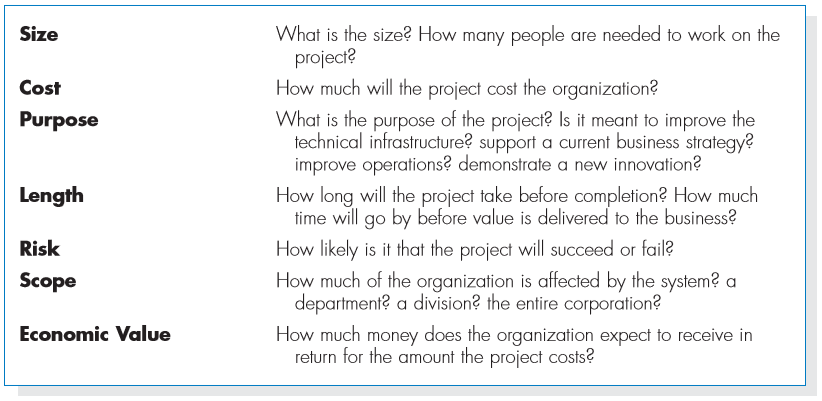 Size What is the size? How many people are needed to work on the
project?
Cost How much will the project cost the organization?
Purpose What is the purpose of the project? Is it meant to improve the
technical infrastructure? support a current business strategy?
improve operations? demonstrate a new innovation?
Length How long will the project take before completion? How much
time will go by before value is delivered to the business?
Risk How likely is it that the project will succeed or fail?
Scope How much of the organization is affected by the system? a
department? a division? the entire corporation?
Economic Value How much money does the organization expect to receive in
return for the amount the project costs?